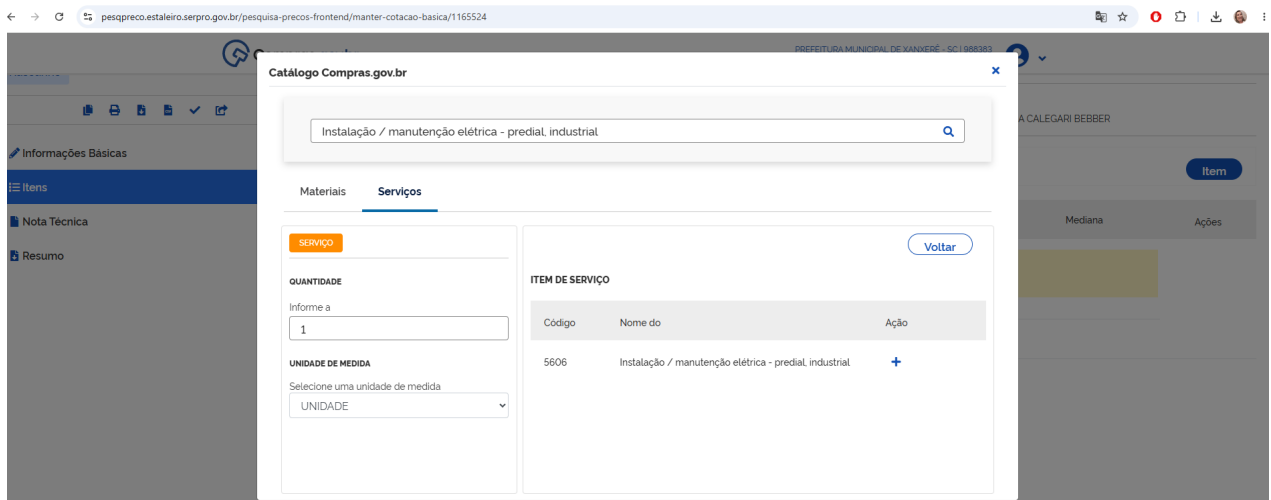 pesqpreco.estaleiro.serpro.gov.br/pesquisa-precos-frontend/manter-cotacao-basica/1165524
PREFEITURA MUNICIPAL DE XANXERÊ - SC | 988383
Catálogo Compras.gov.br
Instalação / manutenção elétrica - predial, industrial
A CALEGARI BEBBER
Informações Básicas
Itens
Nota Técnica
Resumo
Item
Mediana
Ações
Materiais
Serviços
SERVIÇO
QUANTIDADE
Informe a
1
UNIDADE DE MEDIDA
Selecione uma unidade de medida
UNIDADE
Voltar
ITEM DE SERVIÇO
Código Nome do Ação
5606 Instalação / manutenção elétrica - predial, industrial